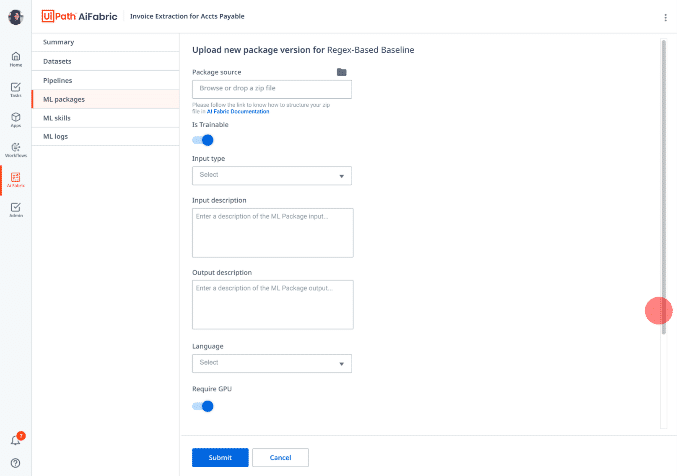 UiPath AiFabric
Invoice Extraction for Accts Payable
Home
Tasks
Apps
Workflows
AI Fabric
Admin
7
Summary
Datasets
Pipelines
ML packages
ML skills
ML logs
Upload new package version for Regex-Based Baseline
Package source
Browse or drop a zip file
Please follow the link to know how to structure your zip
file in AI Fabric Documentation
Is Trainable
Input type
Select
Input description
Enter a description of the ML Package input...
Output description
Enter a description of the ML Package output...
Language
Select
Require GPU
Submit
Cancel